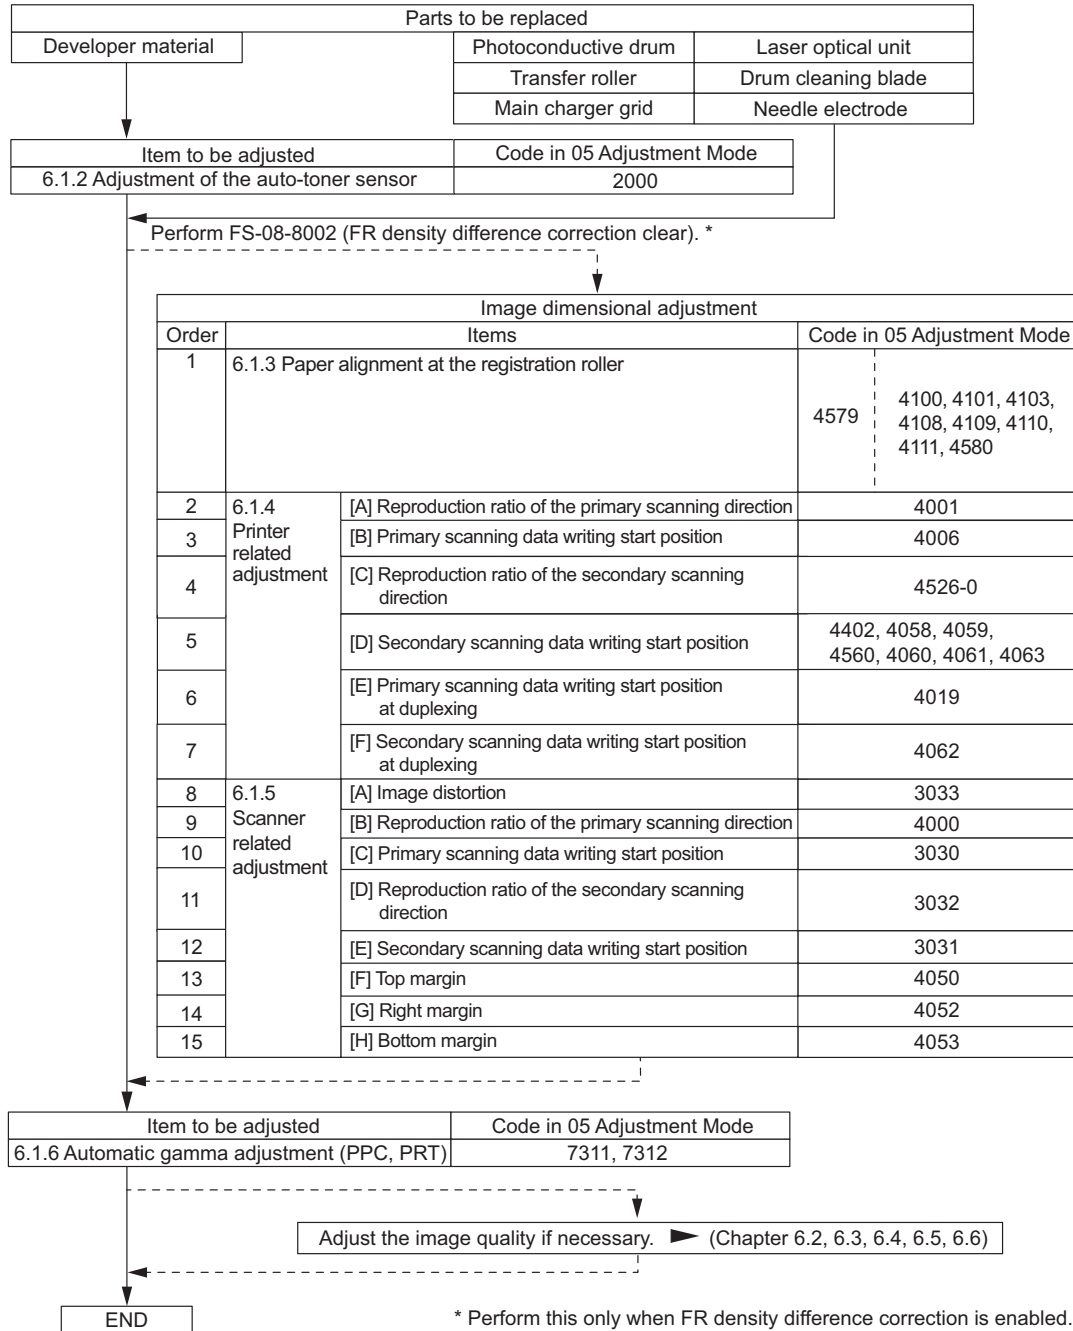 Parts to be replaced
Developer material
Photoconductive drum
Laser optical unit
Transfer roller
Drum cleaning blade
Main charger grid
Needle electrode
Item to be adjusted
Code in 05 Adjustment Mode
6.1.2 Adjustment of the auto-toner sensor
2000
Perform FS-08-8002 (FR density difference correction clear). *
Image dimensional adjustment
Order
Items
Code in 05 Adjustment Mode
1
6.1.3 Paper alignment at the registration roller
4579
4100, 4101, 4103,
4108, 4109, 4110,
4111, 4580
2
6.1.4
Printer
related
adjustment
[A] Reproduction ratio of the primary scanning direction
4001
3
[B] Primary scanning data writing start position
4006
4
[C] Reproduction ratio of the secondary scanning
direction
4526-0
5
[D] Secondary scanning data writing start position
4402, 4058, 4059,
4560, 4060, 4061, 4063
6
[E] Primary scanning data writing start position
at duplexing
4019
7
[F] Secondary scanning data writing start position
at duplexing
4062
8
6.1.5
Scanner
related
adjustment
[A] Image distortion
3033
9
[B] Reproduction ratio of the primary scanning direction
4000
10
[C] Primary scanning data writing start position
3030
11
[D] Reproduction ratio of the secondary scanning
direction
3032
12
[E] Secondary scanning data writing start position
3031
13
[F] Top margin
4050
14
[G] Right margin
4052
15
[H] Bottom margin
4053
Item to be adjusted
Code in 05 Adjustment Mode
6.1.6 Automatic gamma adjustment (PPC, PRT)
7311, 7312
Adjust the image quality if necessary. ► (Chapter 6.2, 6.3, 6.4, 6.5, 6.6)
END
* Perform this only when FR density difference correction is enabled.